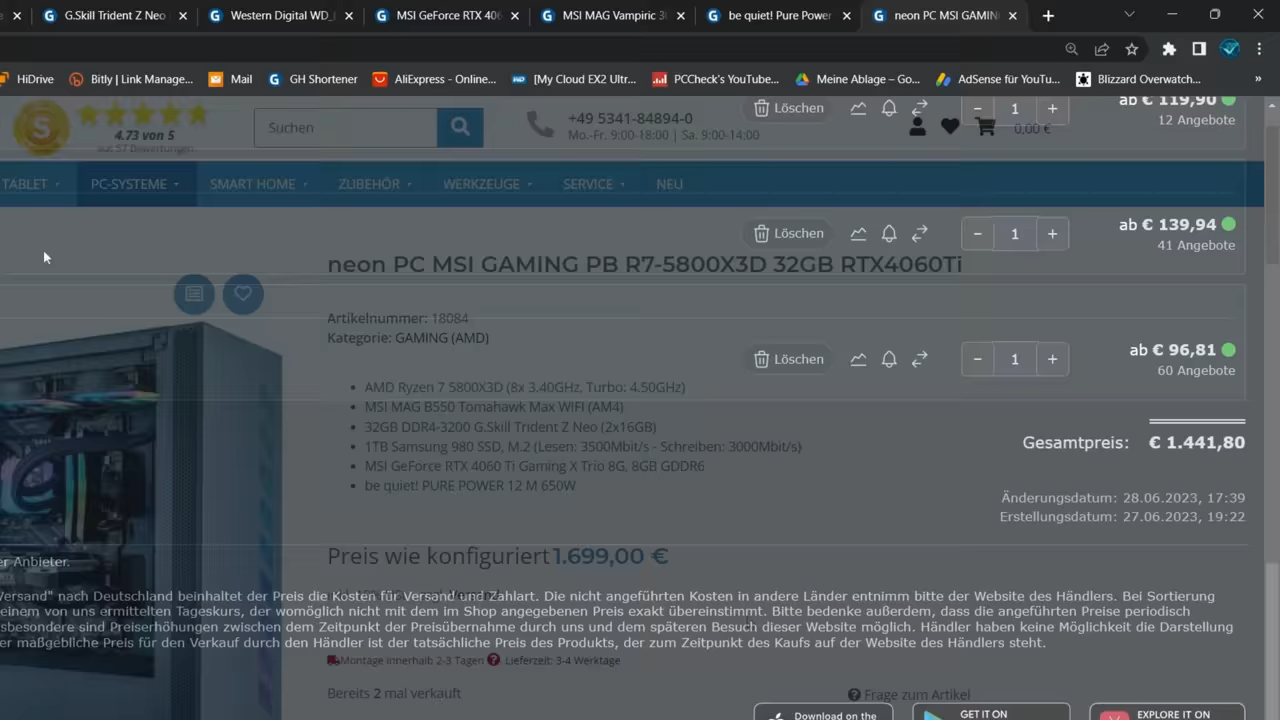 G.Skill Trident Z Neo
Western Digital WD_
MSI GeForce RTX 406
MSI MAG Vampiric 3
be quiet! Pure Power
neon PC MSI GAMIN
HiDrive
Bitly | Link Manage...
Mail
GH Shortener
AliExpress - Online...
[My Cloud EX2 Ultr...
PCCheck's YouTube...
Meine Ablage – Go...
AdSense für YouTu...
Blizzard Overwatch...
»
4.73 von 5
aus 57 Bewertungen
Suchen
+49 5341-84894-0
Mo.-Fr. 9:00-18:00 | Sa. 9:00-14:00
0,00 €
Löschen
1
ab € 119,90
12 Angebote
TABLET
PC-SYSTEME
SMART HOME
ZUBEHÖR
WERKZEUGE
SERVICE
NEU
Löschen
1
ab € 139,94
41 Angebote
neon PC MSI GAMING PB R7-5800X3D 32GB RTX4060Ti
Artikelnummer: 18084
Kategorie: GAMING (AMD)
Löschen
1
ab € 96,81
60 Angebote
AMD Ryzen 7 5800X3D (8x 3.40GHz, Turbo: 4.50GHz)
MSI MAG B550 Tomahawk Max WIFI (AM4)
32GB DDR4-3200 G.Skill Trident Z Neo (2x16GB)
1TB Samsung 980 SSD, M.2 (Lesen: 3500Mbit/s - Schreiben: 3000Mbit/s)
MSI GeForce RTX 4060 Ti Gaming X Trio 8G, 8GB GDDR6
be quiet! PURE POWER 12 M 650W
Gesamtpreis: € 1.441,80
Änderungsdatum: 28.06.2023, 17:39
Erstellungsdatum: 27.06.2023, 19:22
Preis wie konfiguriert 1.699,00 €
er Anbieter.
Versand" nach Deutschland beinhaltet der Preis die Kosten für Versand und Zahlart. Die nicht angeführten Kosten in andere Länder entnimm bitte der Website des Händlers. Bei Sortierung
einem von uns ermittelten Tageskurs, der womöglich nicht mit dem im Shop angegebenen Preis exakt übereinstimmt. Bitte bedenke außerdem, dass die angeführten Preise periodisch
nsbesondere sind Preiserhöhungen zwischen dem Zeitpunkt der Preisübernahme durch uns und dem späteren Besuch dieser Website möglich. Händler haben keine Möglichkeit die Darstellung
er maßgebliche Preis für den Verkauf durch den Händler ist der tatsächliche Preis des Produkts, der zum Zeitpunkt des Kaufs auf der Website des Händlers steht.
Montage innerhalb 2-3 Tagen
Lieferzeit: 3-4 Werktage
Bereits 2 mal verkauft
Frage zum Artikel
Download on the
GET IT ON
EXPLORE IT ON